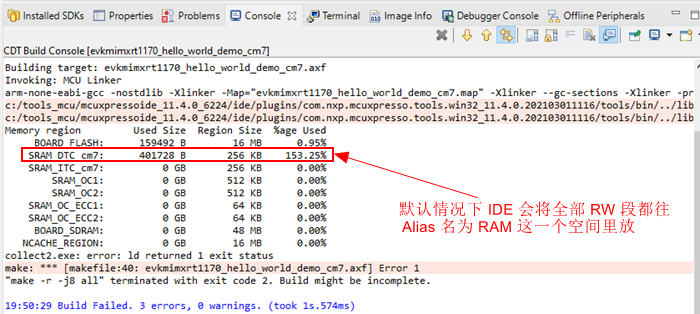 Installed SDKs Properties Problems Console Terminal Image Info Debugger Console Offline Peripherals
CDT Build Console [evkmimxrt1170_hello_world_demo_cm7]
Building target: evkmimxrt1170_hello_world_demo_cm7.axf
Invoking: MCU Linker
arm-none-eabi-gcc -nostdlib -Xlinker -Map="evkmimxrt1170_hello_world_demo_cm7.map" -Xlinker --gc-sections -Xlinker -pr
c:/tools_mcu/mcuxpressoide_11.4.0_6224/ide/plugins/com.nxp.mcuxpresso.tools.win32_11.4.0.202103011116/tools/bin/../lib
c:/tools_mcu/mcuxpressoide_11.4.0_6224/ide/plugins/com.nxp.mcuxpresso.tools.win32_11.4.0.202103011116/tools/bin/../lib
Memory region Used Size Region Size %age Used
BOARD_FLASH: 159492 B 16 MB 0.95%
SRAM_DTC_cm7: 401728 B 256 KB 153.25%
SRAM_ITC_cm7: 0 GB 256 KB 0.00%
SRAM_OC1: 0 GB 512 KB 0.00%
SRAM_OC2: 0 GB 512 KB 0.00%
SRAM_OC_ECC1: 0 GB 64 KB 0.00%
SRAM_OC_ECC2: 0 GB 64 KB 0.00%
BOARD_SDRAM: 0 GB 48 MB 0.00%
NCACHE_REGION: 0 GB 16 MB 0.00%
默认情况下 IDE 会将全部 RW 段都往
Alias 名为 RAM 这一个空间里放
collect2.exe: error: ld returned 1 exit status
make: *** [makefile:40: evkmimxrt1170_hello_world_demo_cm7.axf] Error 1
"make -r -j8 all" terminated with exit code 2. Build might be incomplete.
19:50:29 Build Failed. 3 errors, 0 warnings. (took 1s.574ms)